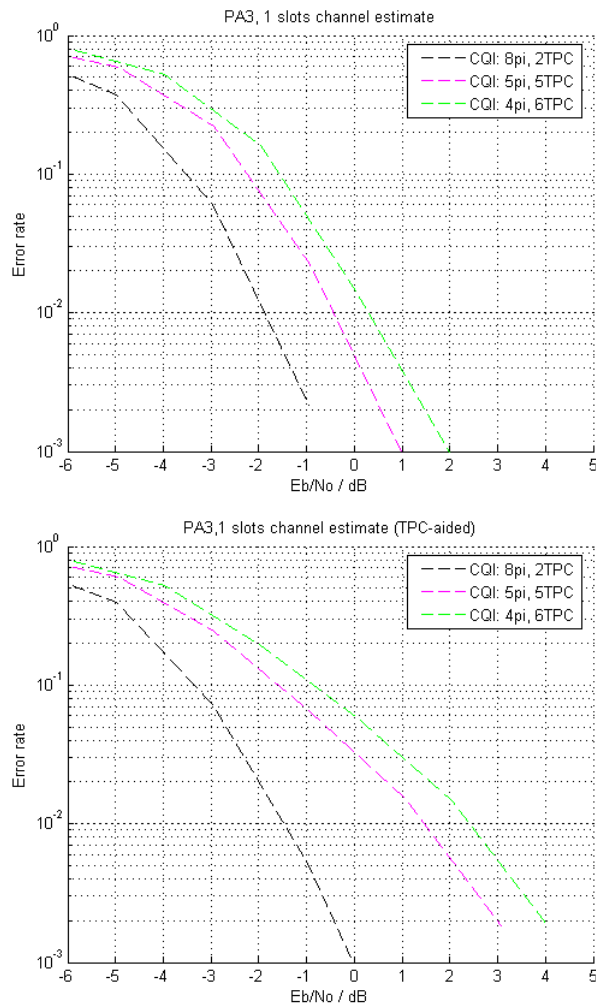 PA3, 1 slots channel estimate
10^0
10^-1
10^-2
10^-3
Error rate
CQI: 8pi, 2TPC
CQI: 5pi, 5TPC
CQI: 4pi, 6TPC
-6 -5 -4 -3 -2 -1 0 1 2 3 4 5
Eb/No / dB
PA3,1 slots channel estimate (TPC-aided)
10^0
10^-1
10^-2
10^-3
Error rate
CQI: 8pi, 2TPC
CQI: 5pi, 5TPC
CQI: 4pi, 6TPC
-6 -5 -4 -3 -2 -1 0 1 2 3 4 5
Eb/No / dB